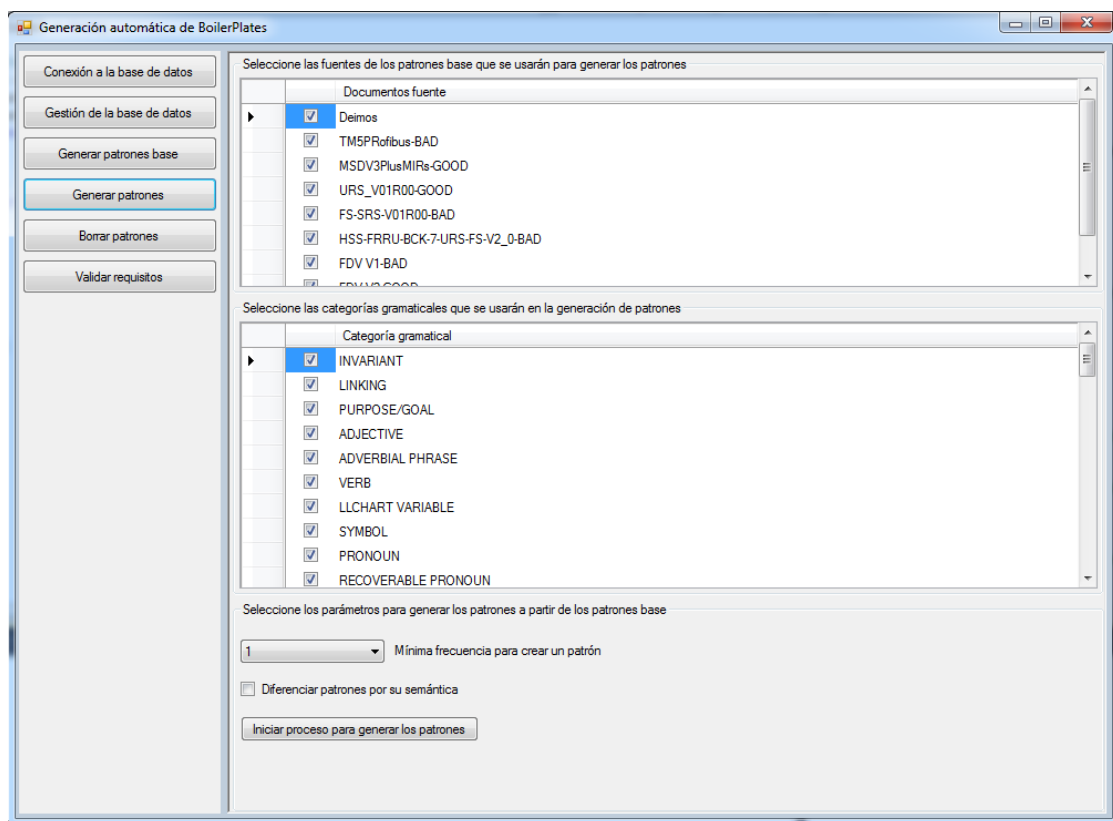 Generación automática de BoilerPlates
Conexión a la base de datos
Gestión de la base de datos
Generar patrones base
Generar patrones
Borrar patrones
Validar requisitos
Seleccione las fuentes de los patrones base que se usarán para generar los patrones
Documentos fuente
Deimos
TM5PRofibus-BAD
MSDV3PlusMIRs-GOOD
URS_V01R00-GOOD
FS-SRS-V01R00-BAD
HSS-FRRU-BCK-7-URS-FS-V2_0-BAD
FDV V1-BAD
Seleccione las categorías gramaticales que se usarán en la generación de patrones
Categoría gramatical
INVARIANT
LINKING
PURPOSE/GOAL
ADJECTIVE
ADVERBIAL PHRASE
VERB
LLCHART VARIABLE
SYMBOL
PRONOUN
RECOVERABLE PRONOUN
Seleccione los parámetros para generar los patrones a partir de los patrones base
1 Mínima frecuencia para crear un patrón
Diferenciar patrones por su semántica
Iniciar proceso para generar los patrones